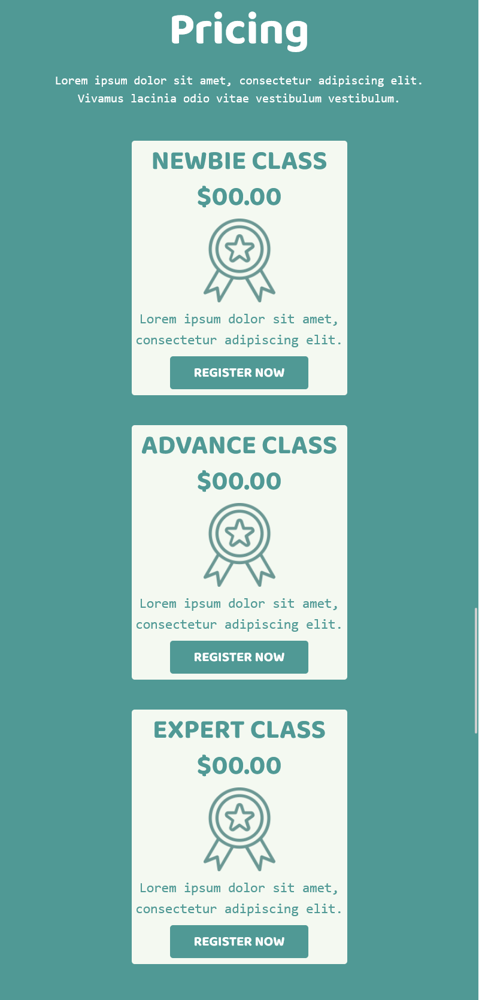 Pricing
Lorem ipsum dolor sit amet, consectetur adipiscing elit.
Vivamus lacinia odio vitae vestibulum vestibulum.
NEWBIE CLASS
$00.00
Lorem ipsum dolor sit amet,
consectetur adipiscing elit.
REGISTER NOW
ADVANCE CLASS
$00.00
Lorem ipsum dolor sit amet,
consectetur adipiscing elit.
REGISTER NOW
EXPERT CLASS
$00.00
Lorem ipsum dolor sit amet,
consectetur adipiscing elit.
REGISTER NOW